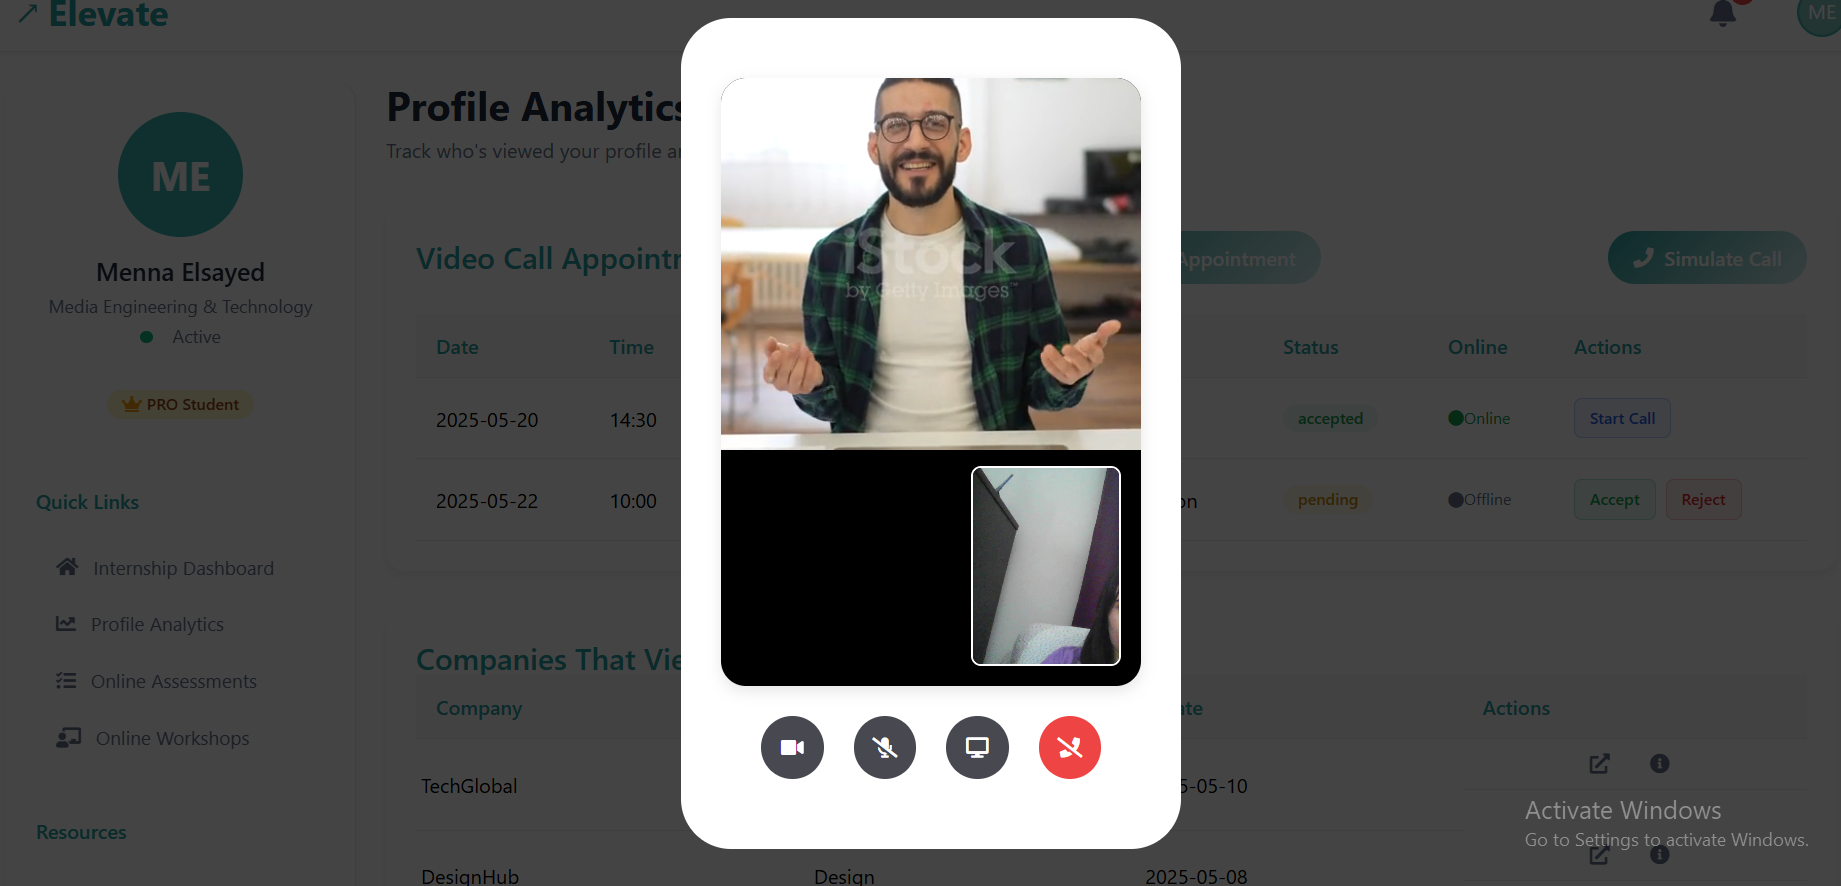 Elevate
ME
ME
Menna Elsayed
Media Engineering & Technology
Active
PRO Student
Quick Links
Internship Dashboard
Profile Analytics
Online Assessments
Online Workshops
Resources
Profile Analytics
Track who's viewed your profile
Video Call
Appointment
Simulate Call
Date Time Status Online Actions
2025-05-20 14:30 accepted Online Start Call
2025-05-22 10:00 on pending Offline Accept Reject
Companies That
Company ate Actions
TechGlobal 5-05-10
DesignHub Design 2025-05-08
iStock
by Getty Images™
Activate Windows
Go to Settings to activate Windows.